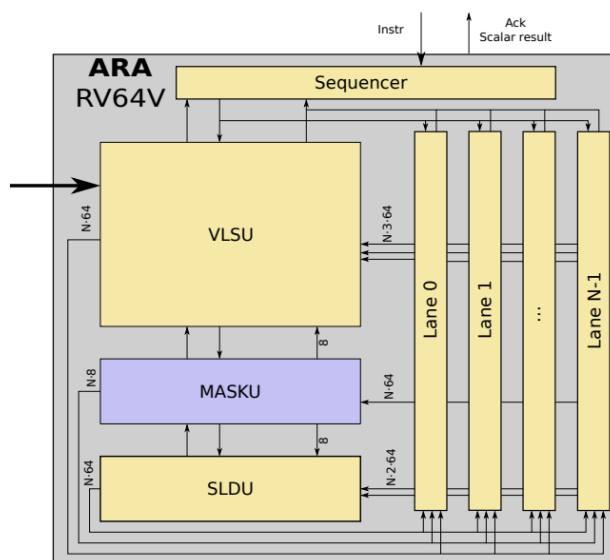 Instr
Ack
Scalar result
ARA
RV64V
Sequencer
N·64
VLSU
N·3·64
8
N·8
MASKU
N·64
8
N·64
SLDU
N·2·64
Lane 0
Lane 1
...
Lane N-1